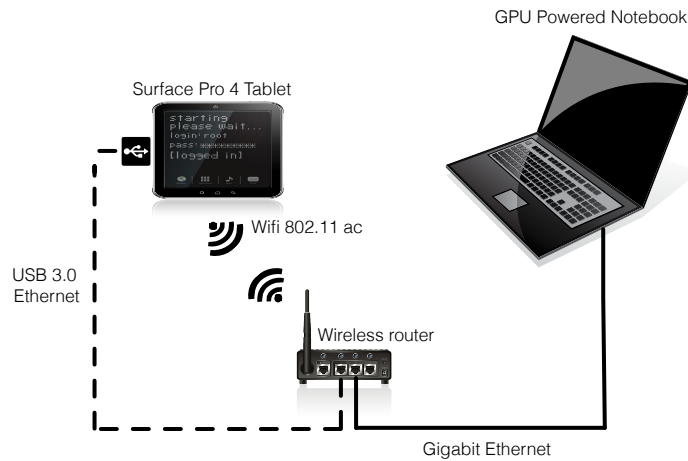 GPU Powered Notebook
Surface Pro 4 Tablet
starting
please wait...
login:root
pass:******************
[logged in]
Wifi 802.11 ac
USB 3.0
Ethernet
Wireless router
Gigabit Ethernet